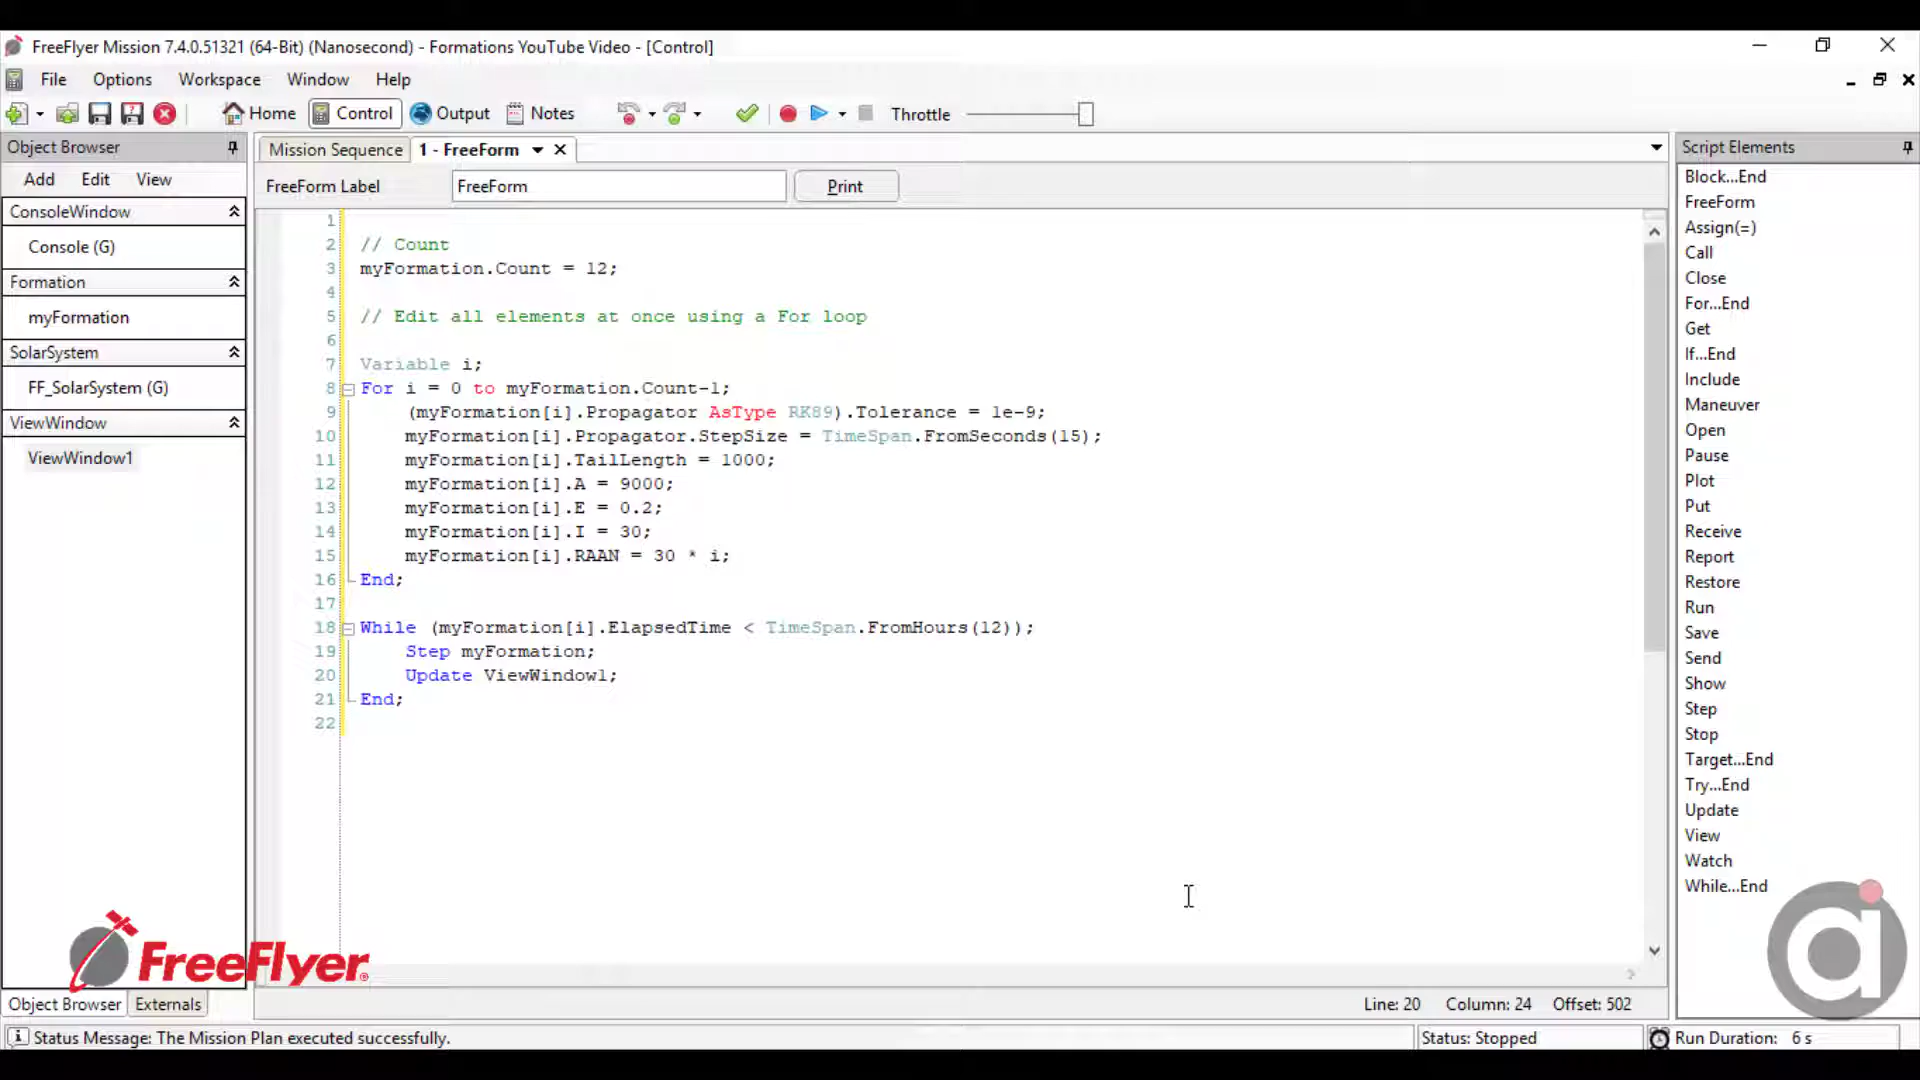 FreeFlyer Mission 7.4.0.51321 (64-Bit) (Nanosecond) - Formations YouTube Video - [Control]
File Options Workspace Window Help
Home Control Output Notes Throttle
Object Browser
Add Edit View
ConsoleWindow
Console (G)
Formation
myFormation
SolarSystem
FF_SolarSystem (G)
ViewWindow
ViewWindow1
Mission Sequence 1 - FreeForm
FreeForm Label FreeForm Print
1
2 // Count
3 myFormation.Count = 12;
4
5 // Edit all elements at once using a For loop
6
7 Variable i;
8 For i = 0 to myFormation.Count-1;
9 (myFormation[i].Propagator AsType RK89).Tolerance = 1e-9;
10 myFormation[i].Propagator.StepSize = TimeSpan.FromSeconds(15);
11 myFormation[i].TailLength = 1000;
12 myFormation[i].A = 9000;
13 myFormation[i].E = 0.2;
14 myFormation[i].I = 30;
15 myFormation[i].RAAN = 30 * i;
16 End;
17
18 While (myFormation[i].ElapsedTime < TimeSpan.FromHours(12));
19 Step myFormation;
20 Update ViewWindow1;
21 End;
22
Script Elements
Block...End
FreeForm
Assign(=)
Call
Close
For...End
Get
If...End
Include
Maneuver
Open
Pause
Plot
Put
Receive
Report
Restore
Run
Save
Send
Show
Step
Stop
Target...End
Try...End
Update
View
Watch
While...End
FreeFlyer®
ai
Object Browser Externals
Line: 20 Column: 24 Offset: 502
Status Message: The Mission Plan executed successfully.
Status: Stopped
Run Duration: 6 s